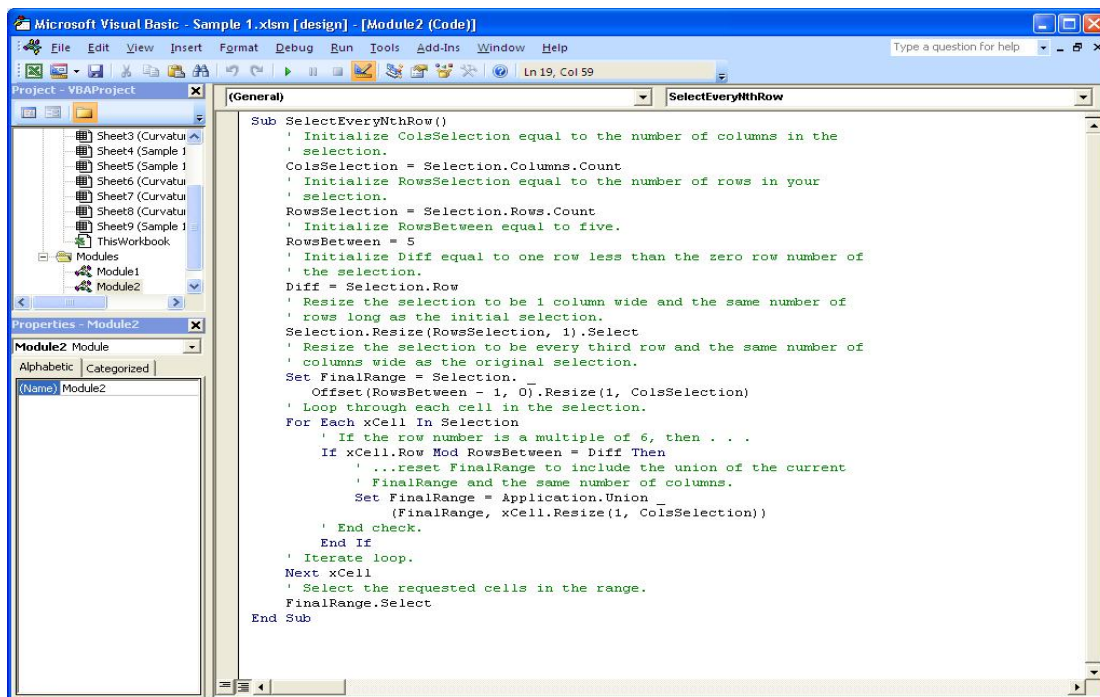 Microsoft Visual Basic - Sample 1.xlsm [design] - [Module2 (Code)]
File Edit View Insert Format Debug Run Tools Add-Ins Window Help
Type a question for help
Ln 19, Col 59
Project - VBAProject
(General)
SelectEveryNthRow
Sheet3 (Curvatur
Sheet4 (Sample 1
Sheet5 (Sample 1
Sheet6 (Curvatur
Sheet7 (Curvatur
Sheet8 (Curvatur
Sheet9 (Sample 1
ThisWorkbook
Modules
Module1
Module2
Properties - Module2
Module2 Module
Alphabetic Categorized
(Name) Module2
Sub SelectEveryNthRow()
' Initialize ColsSelection equal to the number of columns in the
' selection.
ColsSelection = Selection.Columns.Count
' Initialize RowsSelection equal to the number of rows in your
' selection.
RowsSelection = Selection.Rows.Count
' Initialize RowsBetween equal to five.
RowsBetween = 5
' Initialize Diff equal to one row less than the zero row number of
' the selection.
Diff = Selection.Row
' Resize the selection to be 1 column wide and the same number of
' rows long as the initial selection.
Selection.Resize(RowsSelection, 1).Select
' Resize the selection to be every third row and the same number of
' columns wide as the original selection.
Set FinalRange = Selection. _
Offset(RowsBetween - 1, 0).Resize(1, ColsSelection)
' Loop through each cell in the selection.
For Each xCell In Selection
' If the row number is a multiple of 6, then . . .
If xCell.Row Mod RowsBetween = Diff Then
' ...reset FinalRange to include the union of the current
' FinalRange and the same number of columns.
Set FinalRange = Application.Union _
(FinalRange, xCell.Resize(1, ColsSelection))
' End check.
End If
' Iterate loop.
Next xCell
' Select the requested cells in the range.
FinalRange.Select
End Sub